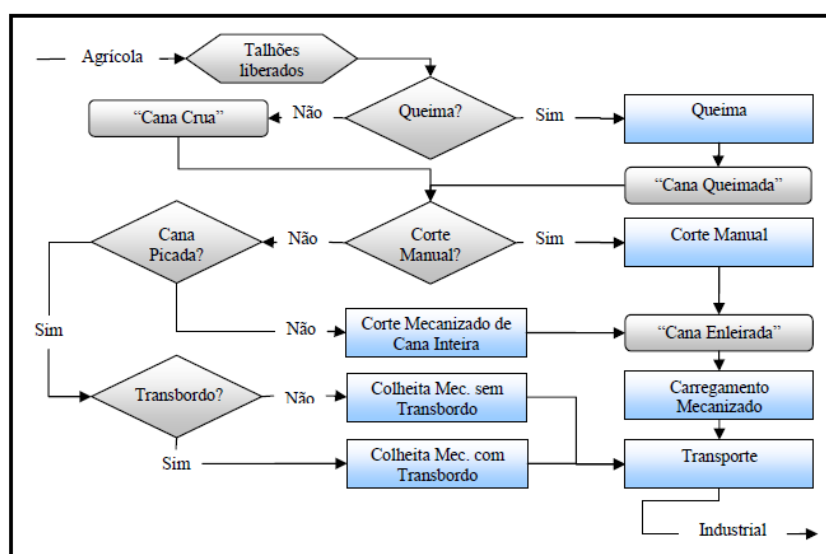 Agrícola
Talhões
liberados
"Cana Crua"
Não
Queima?
Sim
Queima
"Cana Queimada"
Cana
Picada?
Não
Corte
Manual?
Sim
Corte Manual
Sim
Não
Corte Mecanizado de
Cana Inteira
"Cana Enleirada"
Transbordo?
Não
Colheita Mec. sem
Transbordo
Carregamento
Mecanizado
Sim
Colheita Mec. com
Transbordo
Transporte
Industrial